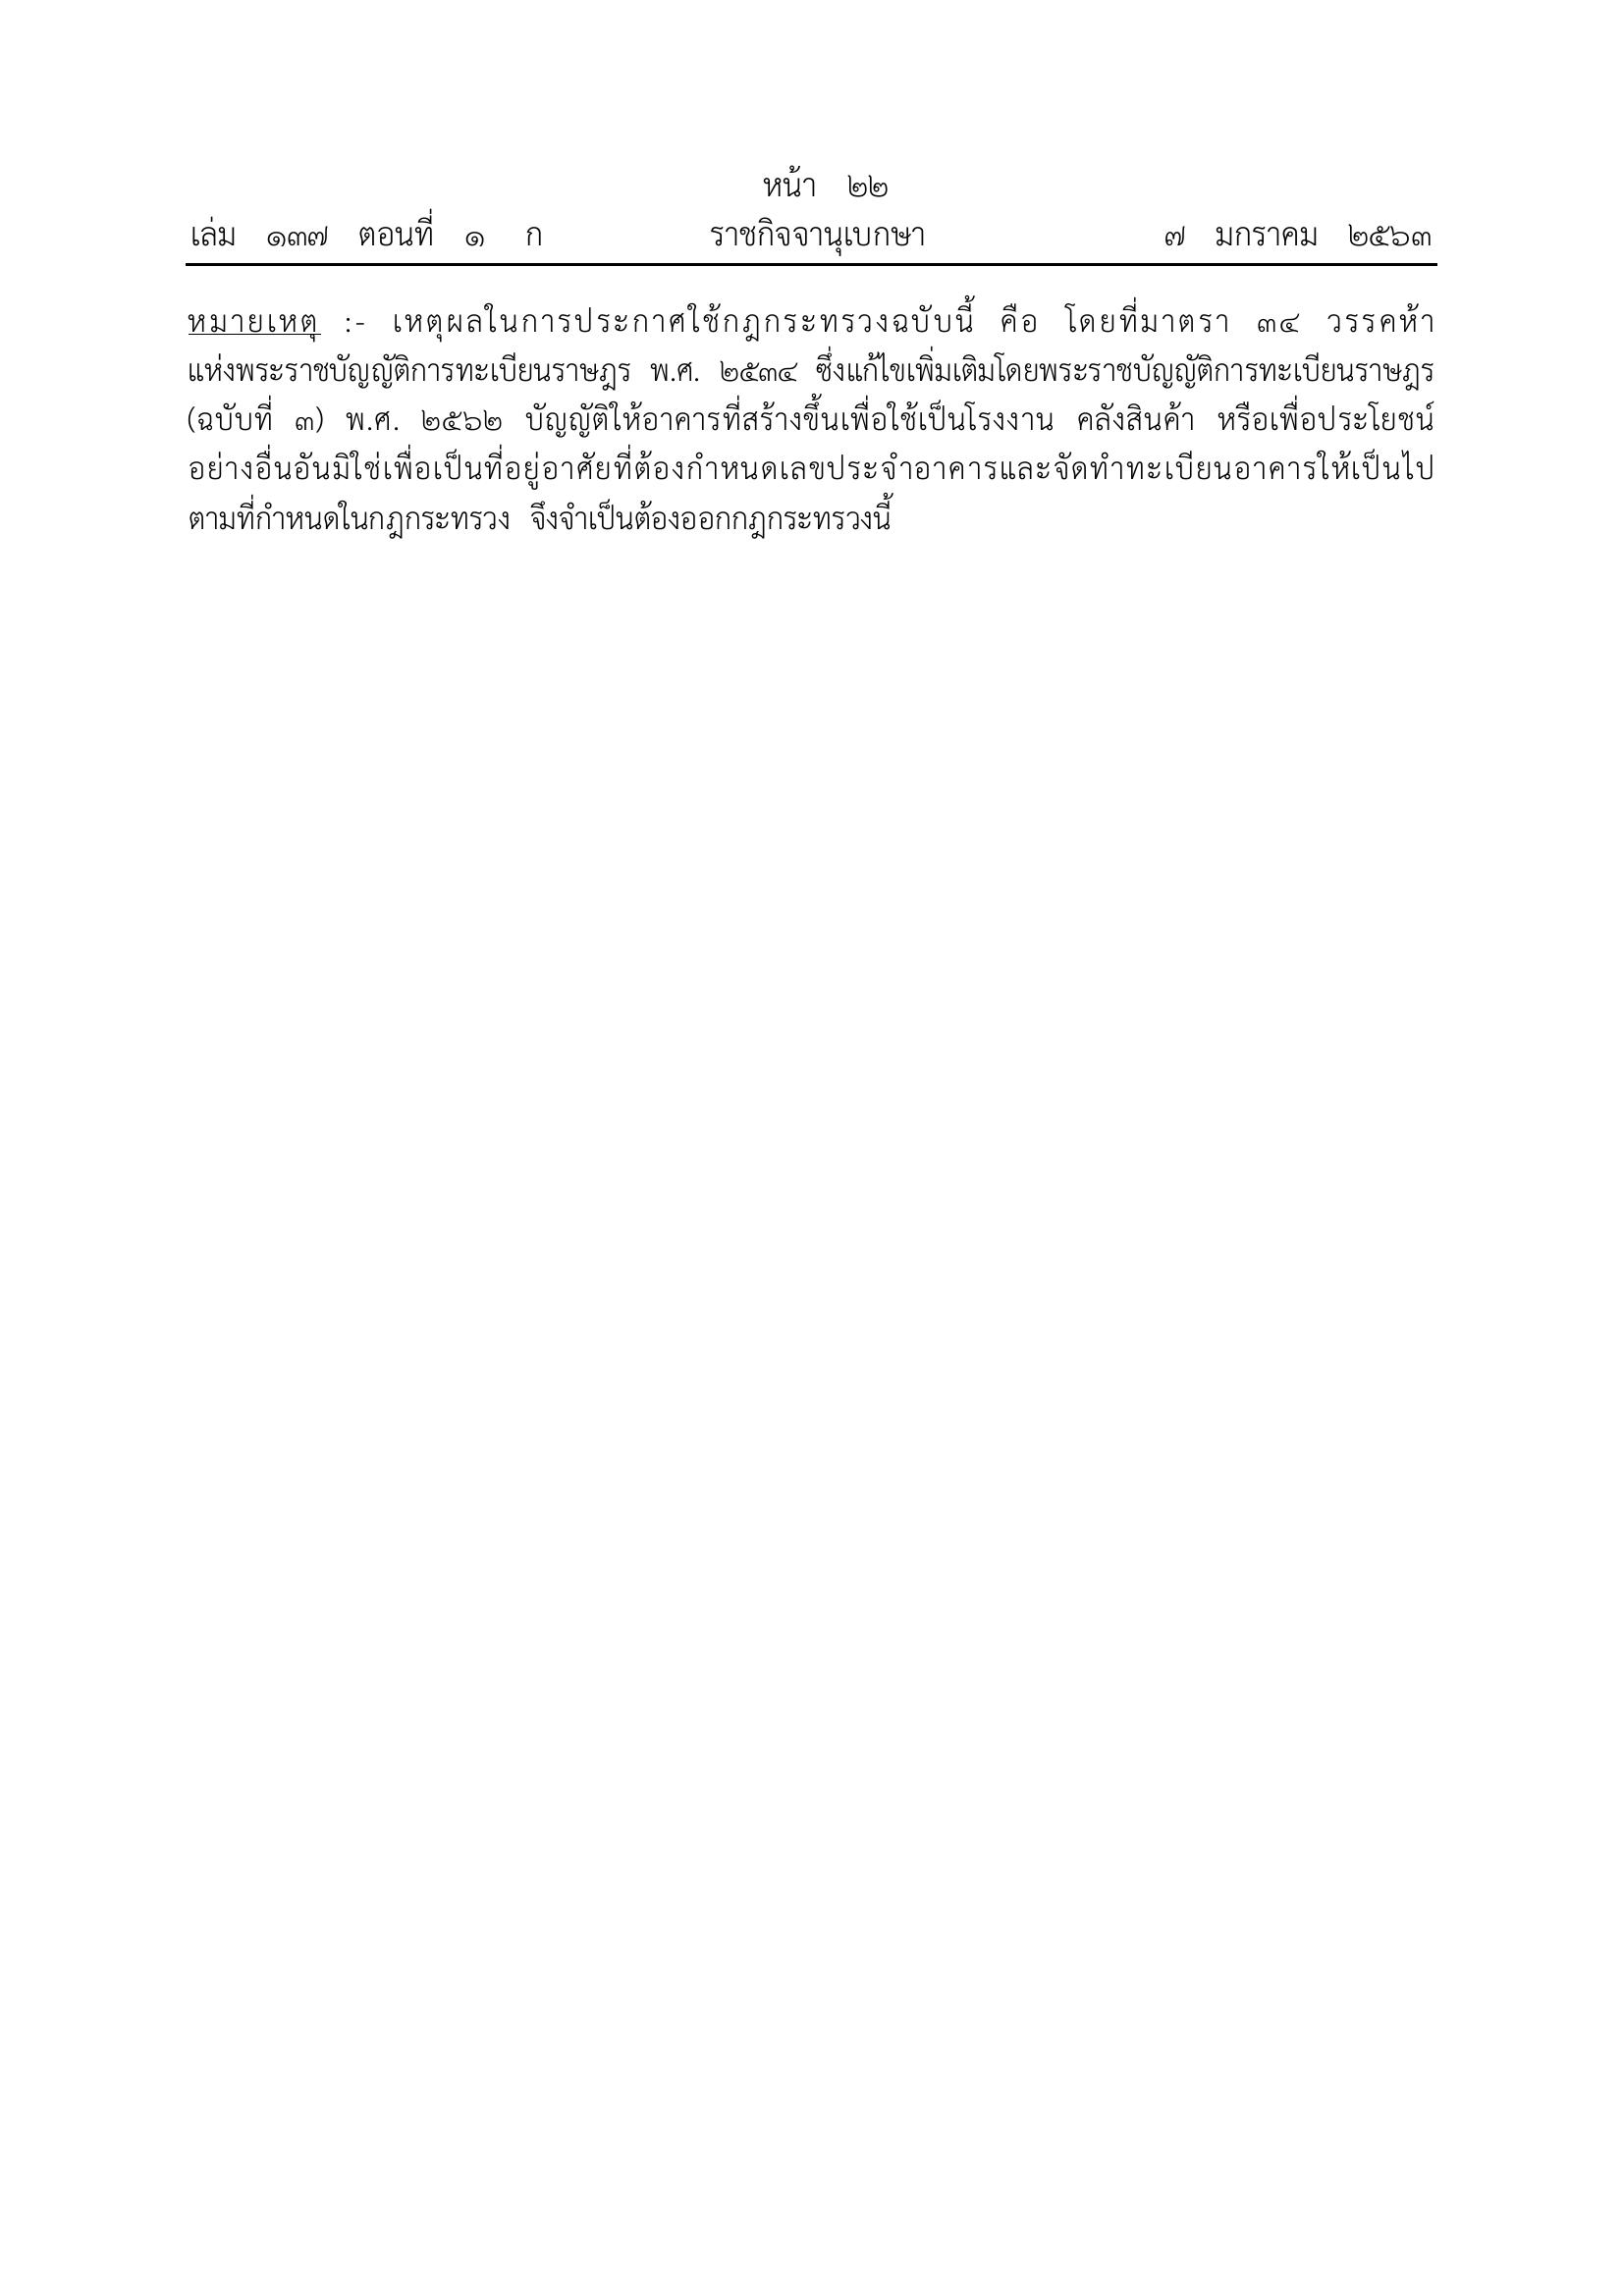 หน้า ๒๒
เล่ม ๑๓๗ ตอนที่ ๑ ก ราชกิจจานุเบกษา ๗ มกราคม ๒๕๖๓
หมายเหตุ :- เหตุผลในการประกาศใช้กฎกระทรวงฉบับนี้ คือ โดยที่มาตรา ๓๔ วรรคห้า
แห่งพระราชบัญญัติการทะเบียนราษฎร พ.ศ. ๒๕๓๔ ซึ่งแก้ไขเพิ่มเติมโดยพระราชบัญญัติการทะเบียนราษฎร
(ฉบับที่ ๓) พ.ศ. ๒๕๖๒ บัญญัติให้อาคารที่สร้างขึ้นเพื่อใช้เป็นโรงงาน คลังสินค้า หรือเพื่อประโยชน์
อย่างอื่นอันมิใช่เพื่อเป็นที่อยู่อาศัยที่ต้องกำหนดเลขประจำอาคารและจัดทำทะเบียนอาคารให้เป็นไป
ตามที่กำหนดในกฎกระทรวง จึงจำเป็นต้องออกกฎกระทรวงนี้